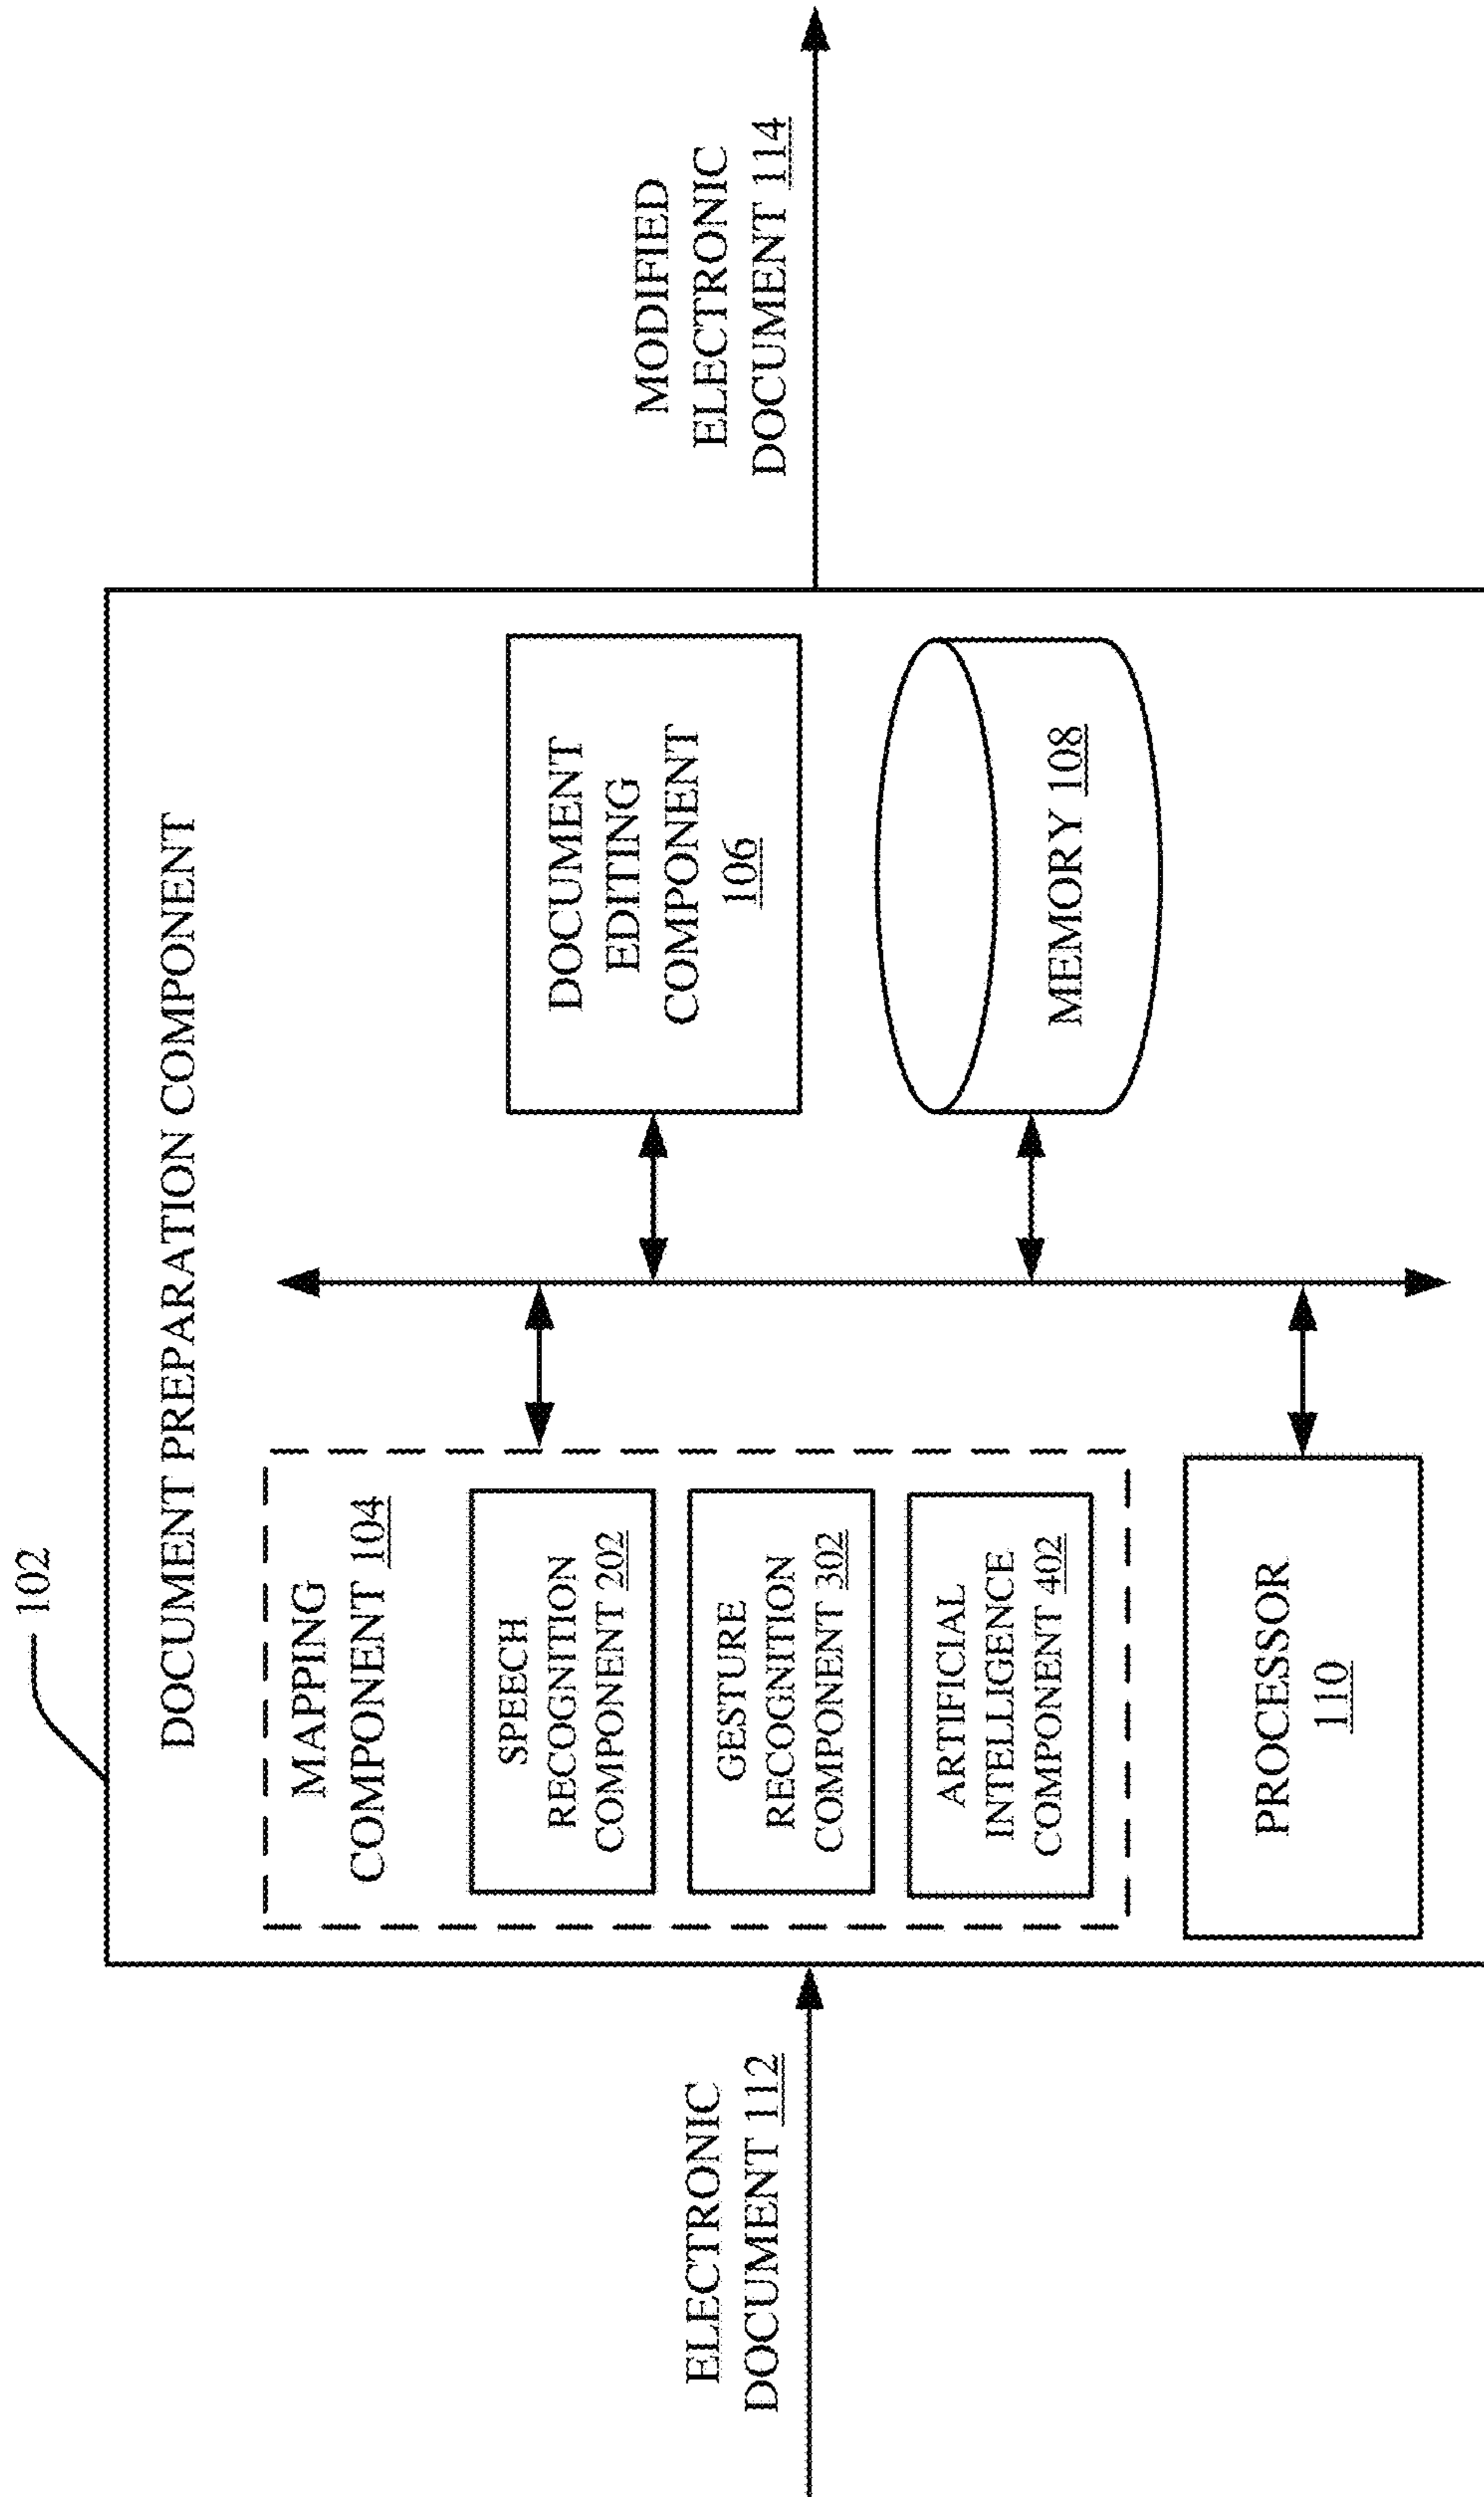 102
DOCUMENT PREPARATION COMPONENT
MAPPING
COMPONENT 104
SPEECH
RECOGNITION
COMPONENT 202
GESTURE
RECOGNITION
COMPONENT 302
ARTIFICIAL
INTELLIGENCE
COMPONENT 402
PROCESSOR
110
DOCUMENT
EDITING
COMPONENT
106
MEMORY 108
ELECTRONIC
DOCUMENT 112
MODIFIED
ELECTRONIC
DOCUMENT 114